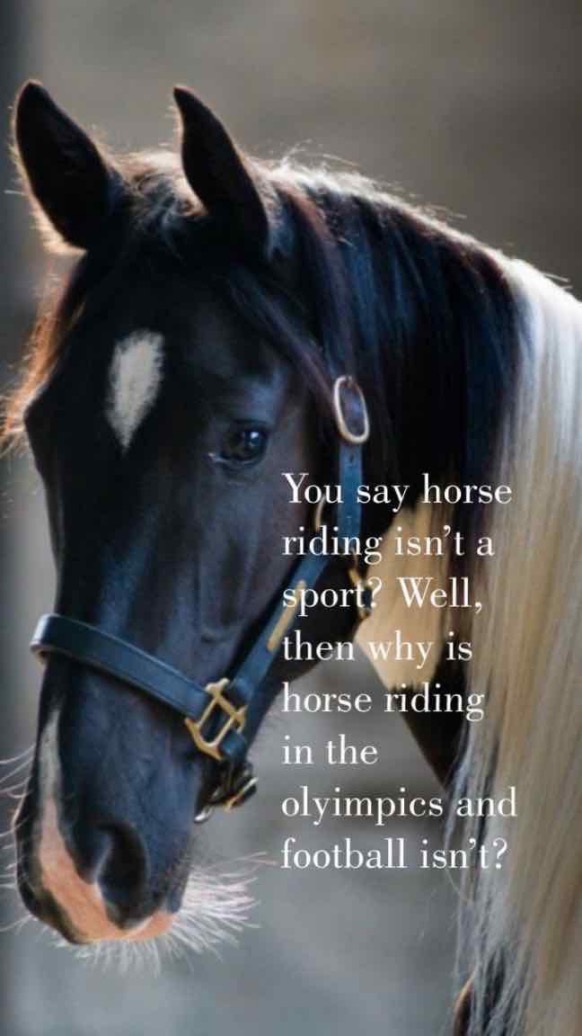 You say horse
riding isn't a
sport? Well,
then why is
horse riding
in the
olyimpics and
football isn't?